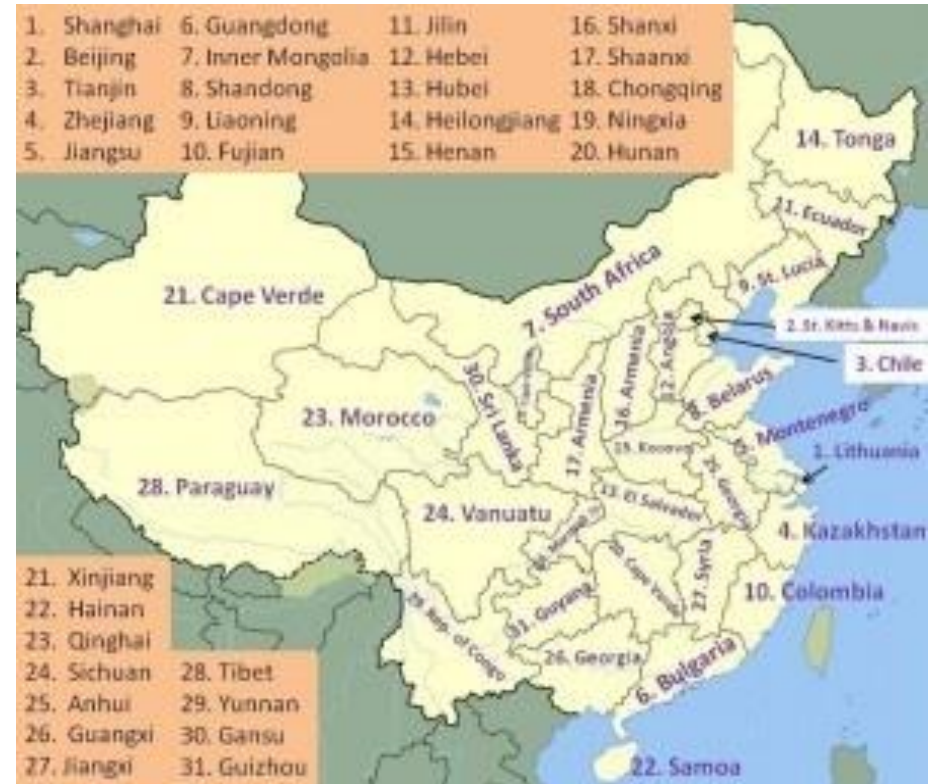 1. Shanghai 6. Guangdong 11. Jilin 16. Shanxi
2. Beijing 7. Inner Mongolia 12. Hebei 17. Shaanxi
3. Tianjin 8. Shandong 13. Hubei 18. Chongqing
4. Zhejiang 9. Liaoning 14. Heilongjiang 19. Ningxia
5. Jiangsu 10. Fujian 15. Henan 20. Hunan
14. Tonga
11. Ecuador
9. St. Lucia
7. South Africa
21. Cape Verde
2. St. Kitts & Navis
3. Chile
12. Angola
16. Armenia
17. Armenia
30. Sri Lanka
8. Belarus
23. Morocco
Montenegro
15. Kosovo
1. Lithuania
25. Georgia
28. Paraguay
13. El Salvador
24. Vanuatu
4. Kazakhstan
27. Syria
20. Cape Verde
10. Colombia
31. Guyana
29. Rep. of Congo
26. Georgia
6. Bulgaria
22. Samoa
21. Xinjiang
22. Hainan
23. Qinghai
24. Sichuan 28. Tibet
25. Anhui 29. Yunnan
26. Guangxi 30. Gansu
27. Jiangxi 31. Guizhou